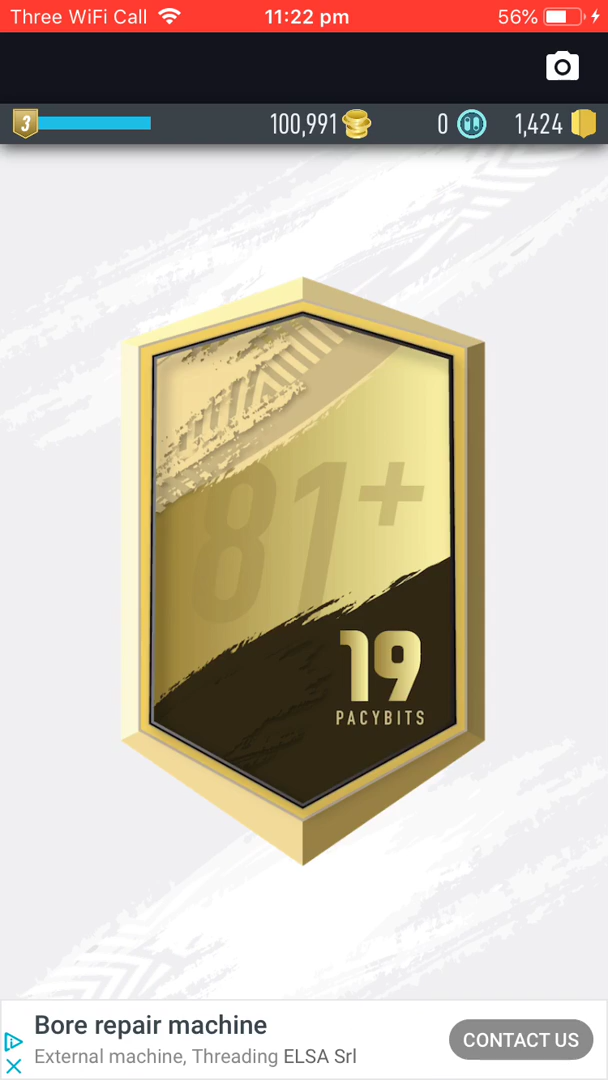 Three WiFi Call 11:22 pm 56%
3 100,991 0 1,424
81+
19
PACYBITS
Bore repair machine
External machine, Threading ELSA Srl
CONTACT US